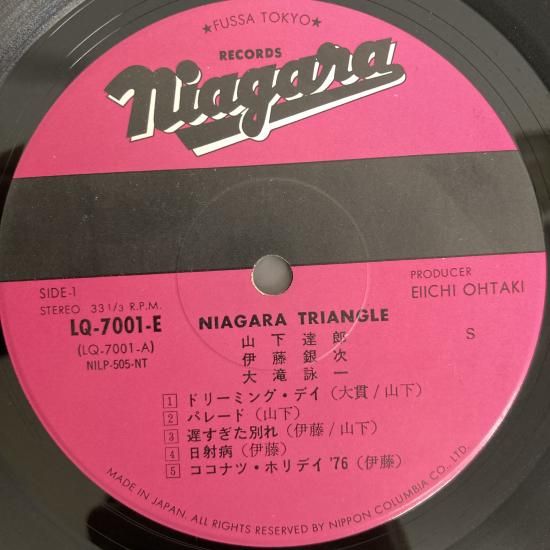 ★FUSSA TOKYO★
RECORDS
Niagara
SIDE-1
STEREO 33 1/3 R.P.M.
LQ-7001-E
(LQ-7001-A)
NILP-505-NT
PRODUCER
EIICHI OHTAKI
S
NIAGARA TRIANGLE
山下達郎
伊藤銀次
大滝詠一
1 ドリーミング・デイ(大貫/山下)
2 パレード(山下)
3 遅すぎた別れ(伊藤/山下)
4 日射病(伊藤)
5 ココナツ・ホリデイ '76(伊藤)
MADE IN JAPAN. ALL RIGHTS RESERVED BY NIPPON COLUMBIA CO., LTD.